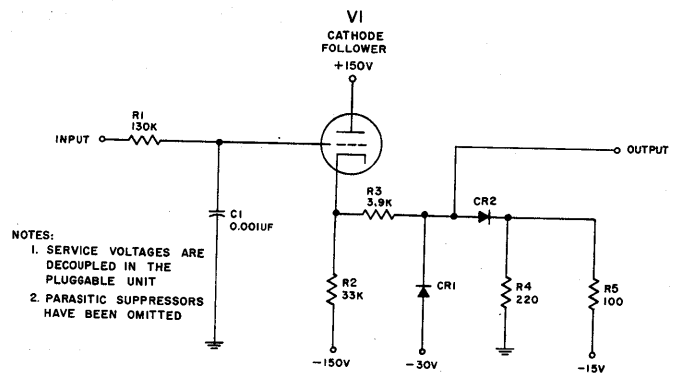 V1
CATHODE
FOLLOWER
+150V
R1
130K
INPUT
OUTPUT
R3
3.9K
CR2
C1
0.001UF
NOTES:
1. SERVICE VOLTAGES ARE
DECOUPLED IN THE
PLUGGABLE UNIT
2. PARASITIC SUPPRESSORS
HAVE BEEN OMITTED
R2
33K
CR1
R4
220
R5
100
-150V
-30V
-15V